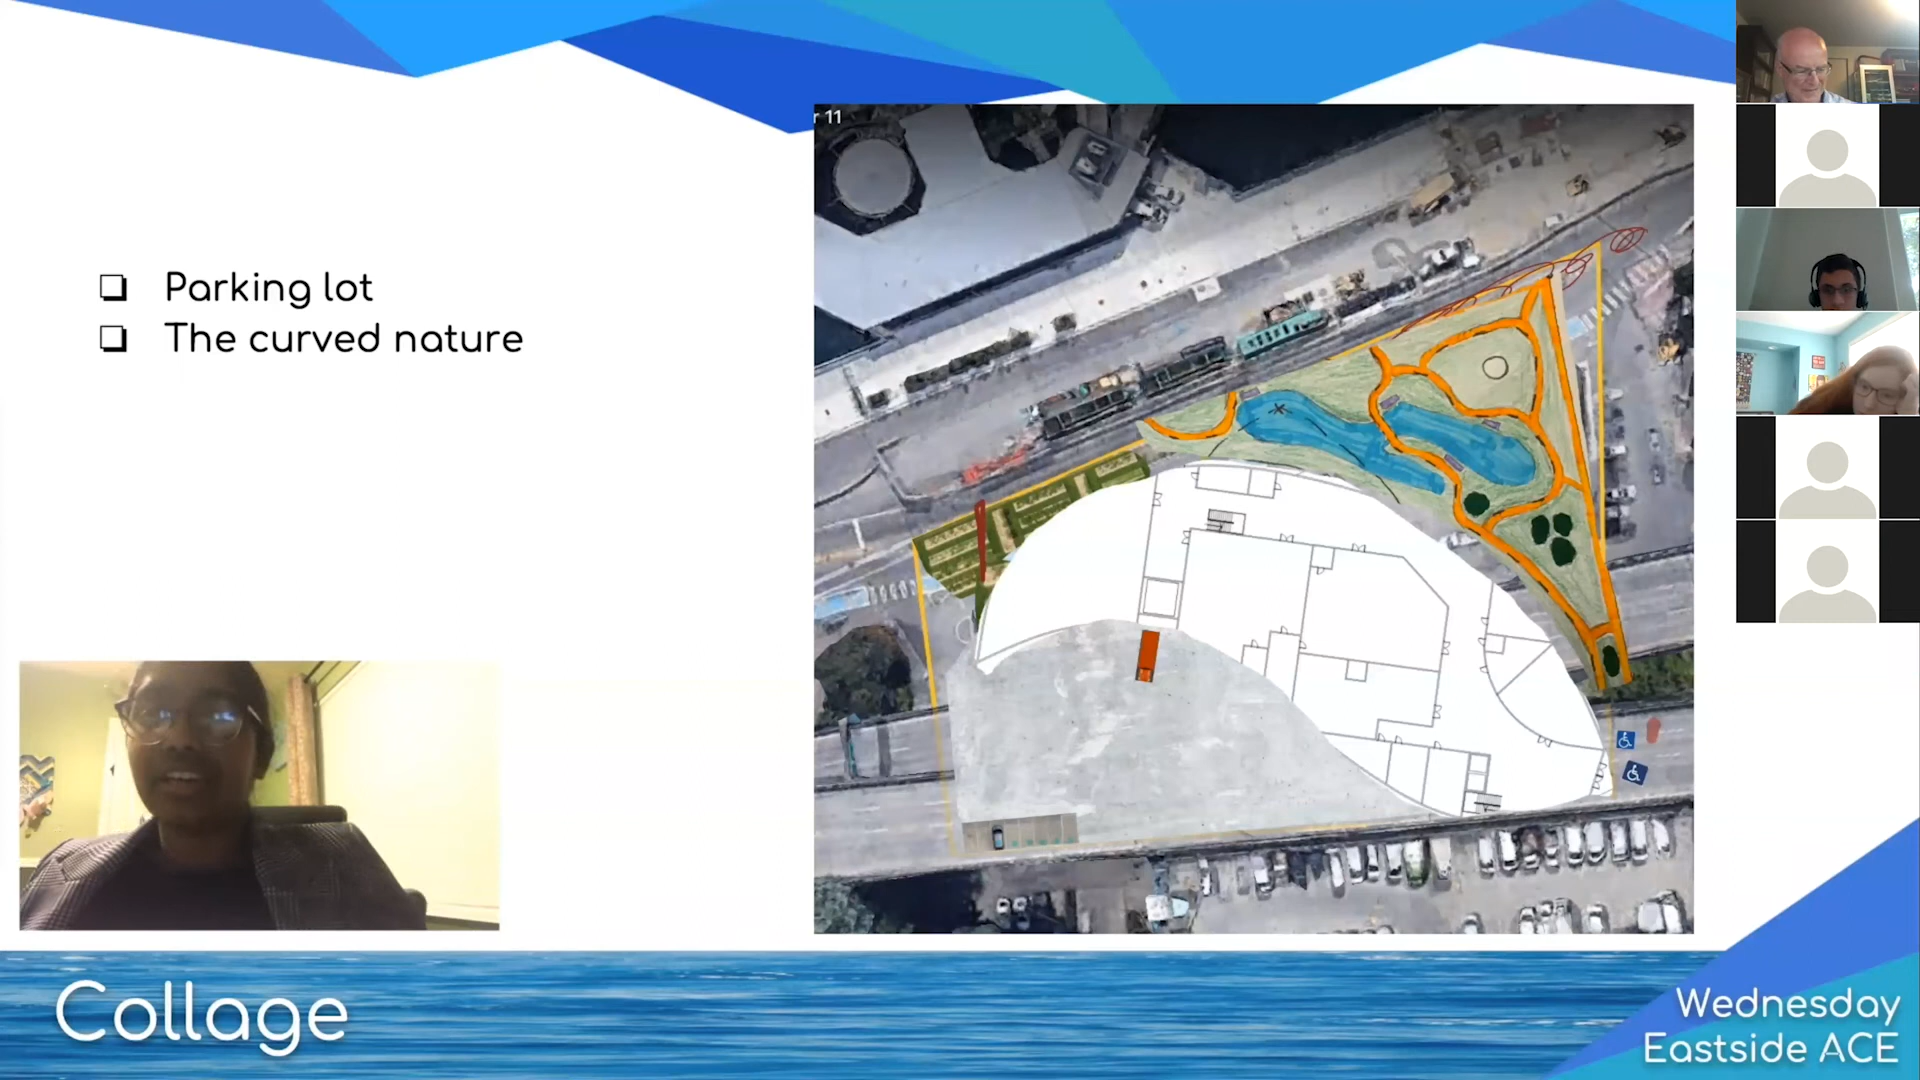 r 11
Parking lot
The curved nature
Collage
Wednesday
Eastside ACE